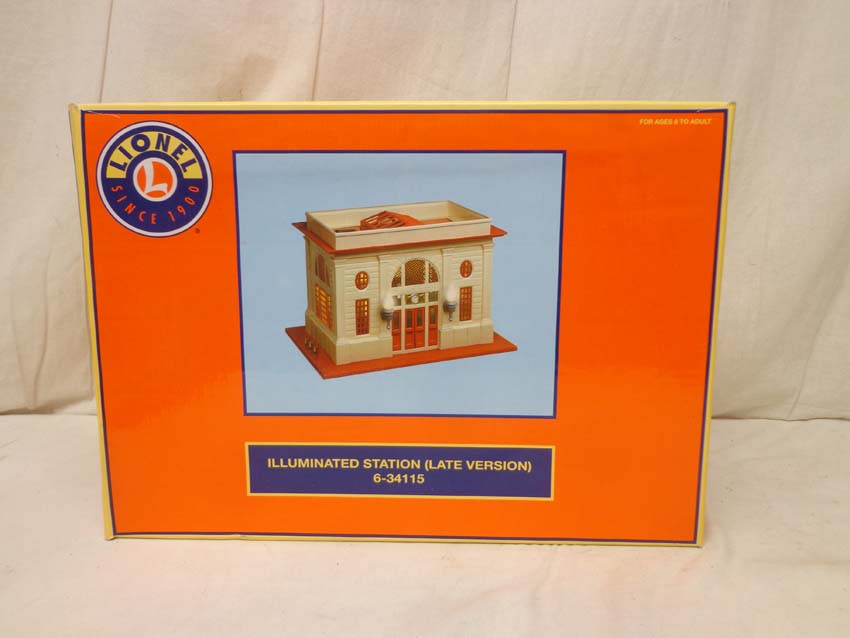 LIONEL
L
SINCE 1900
®
FOR AGES 8 TO ADULT
ILLUMINATED STATION (LATE VERSION)
6-34115